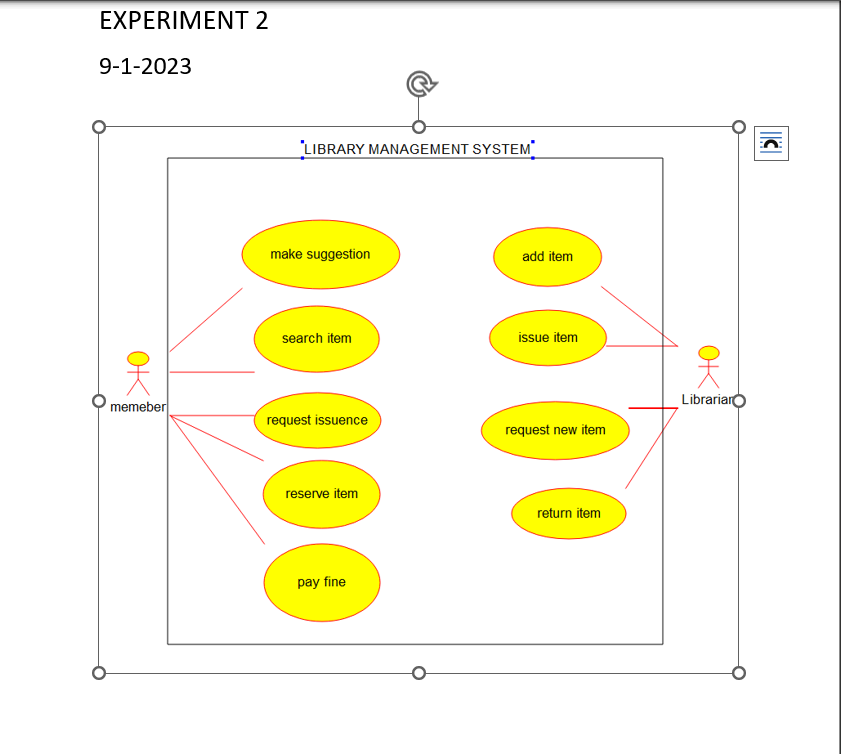 EXPERIMENT 2
9-1-2023
LIBRARY MANAGEMENT SYSTEM
make suggestion
add item
search item
issue item
memeber
Librarian
request issuence
request new item
reserve item
return item
pay fine